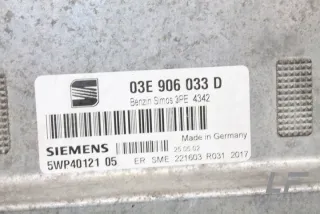 03E 906 033 D
Benzin Simos 3PE 4342
Made in Germany
SIEMENS 25.05.02
5WP40121 05 ER SME 221603 R031 2017